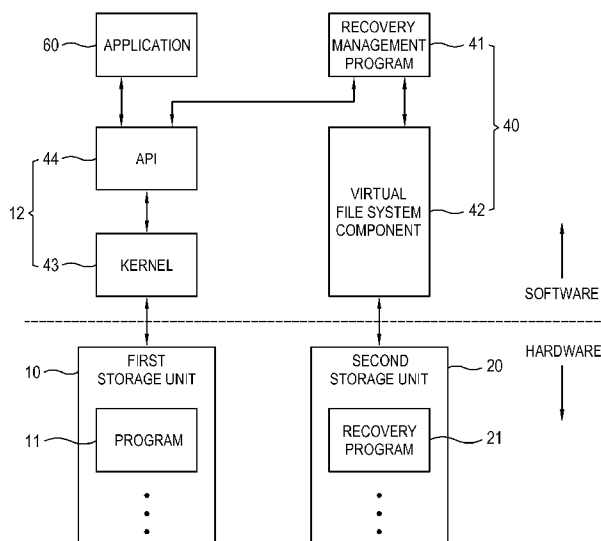 60
APPLICATION
RECOVERY
MANAGEMENT
PROGRAM
41
40
44
API
12
43
KERNEL
VIRTUAL
FILE SYSTEM
COMPONENT
42
SOFTWARE
HARDWARE
10
FIRST
STORAGE UNIT
11
PROGRAM
SECOND
STORAGE UNIT
20
RECOVERY
PROGRAM
21